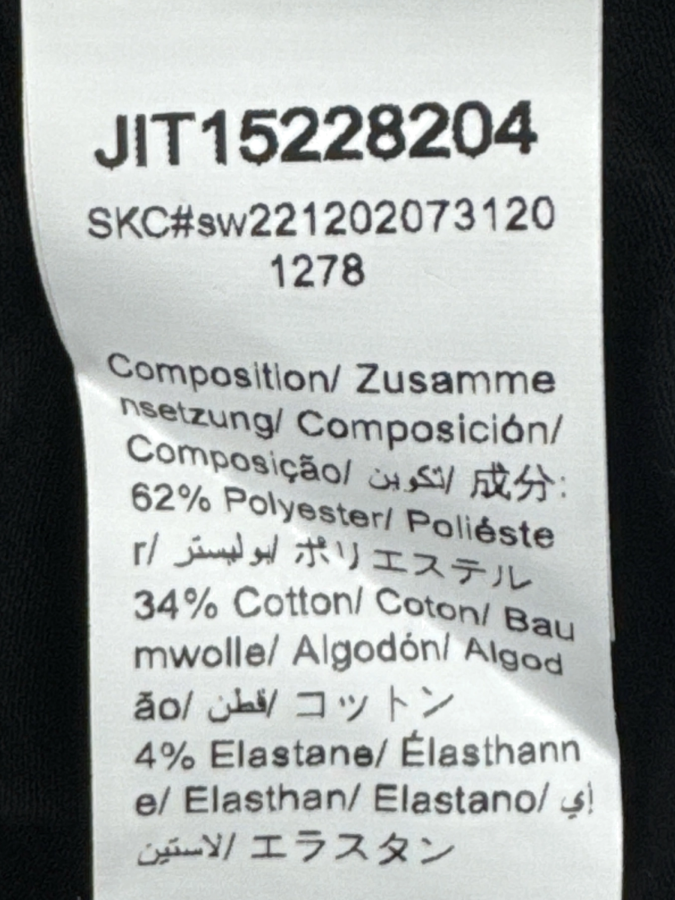 JIT15228204
SKC#sw221202073120
1278
Composition/ Zusamme
nsetzung/ Composición/
Composição/ تكوين/ 成分:
62% Polyester/ Poliéste
r/ بوليستر/ ポリエステル
34% Cotton/ Coton/ Bau
mwolle/ Algodón/ Algod
ão/ قطن/ コットン
4% Elastane/ Élasthann
e/ Elasthan/ Elastano/ إي
لاستين/ エラスタン